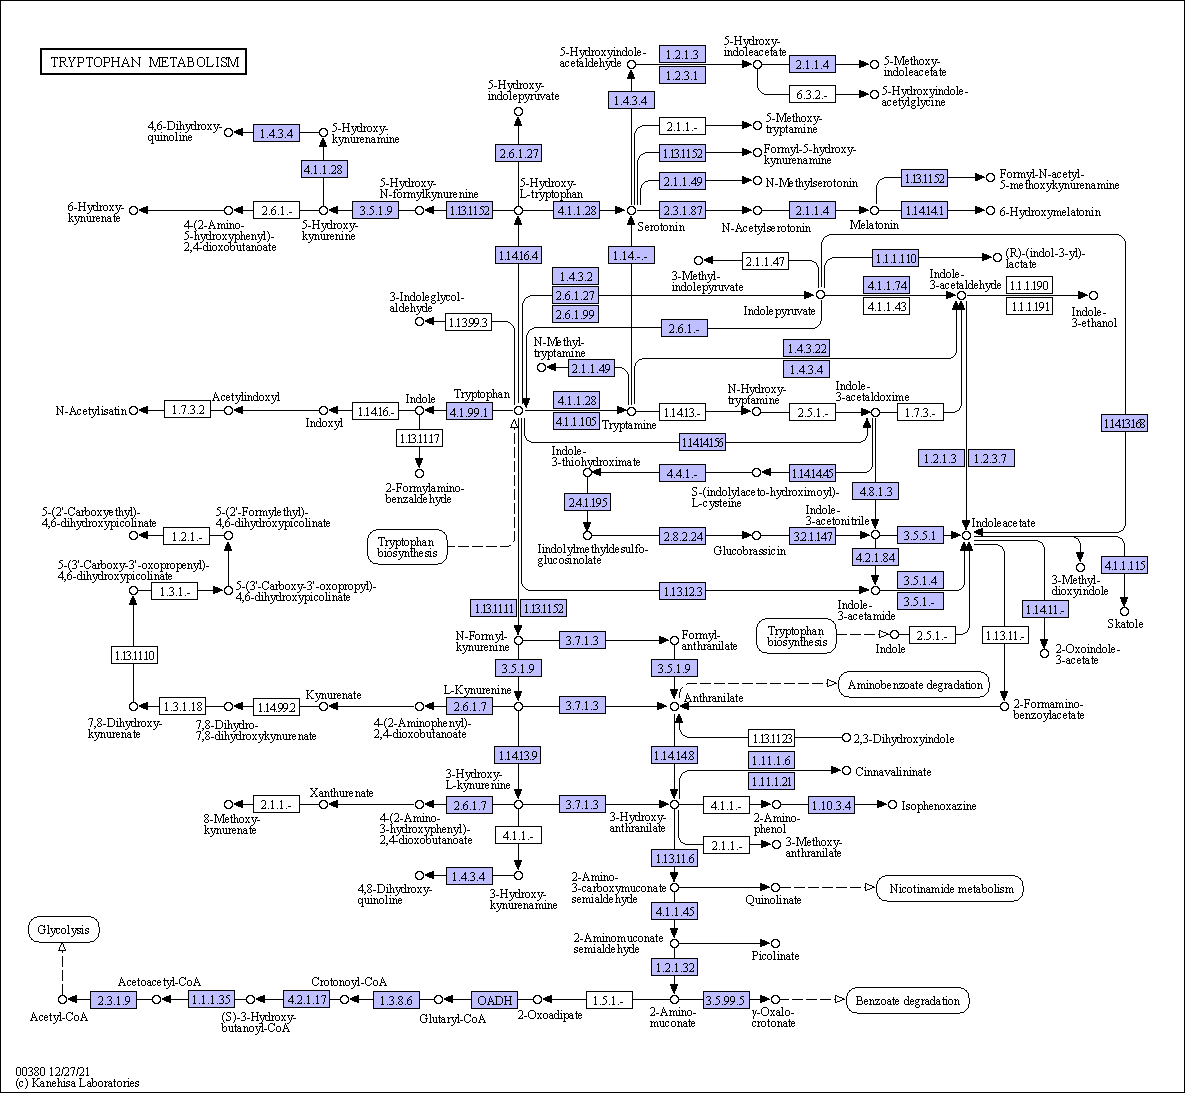 TRYPTOPHAN METABOLISM
5-Hydroxyindole-
acetaldehyde
1.2.1.3
1.2.3.1
5-Hydroxy-
indoleacetate
2.1.1.4
5-Methoxy-
indoleacetate
6.3.2.-
5-Hydroxyindole-
acetylglycine
5-Hydroxy-
indolepyruvate
1.4.3.4
4,6-Dihydroxy-
quinoline
1.4.3.4
5-Hydroxy-
kynurenamine
2.1.1.-
5-Methoxy-
tryptamine
4.1.1.28
2.6.1.27
1.13.11.52
Formyl-5-hydroxy-
kynurenamine
5-Hydroxy-
N-formylkynurenine
5-Hydroxy-
L-tryptophan
2.1.1.49
N-Methylserotonin
1.13.11.52
Formyl-N-acetyl-
5-methoxykynurenamine
6-Hydroxy-
kynurenate
4-(2-Amino-
5-hydroxyphenyl)-
2,4-dioxobutanoate
2.6.1.-
5-Hydroxy-
kynurenine
3.5.1.9
1.13.11.52
4.1.1.28
Serotonin
2.3.1.87
N-Acetylserotonin
2.1.1.4
Melatonin
1.14.14.1
6-Hydroxymelatonin
1.14.16.4
1.14.-.-
3-Methyl-
indolepyruvate
2.1.1.47
1.1.1.110
(R)-(indol-3-yl)-
lactate
1.4.3.2
2.6.1.27
2.6.1.99
Indolepyruvate
4.1.1.74
4.1.1.43
Indole-
3-acetaldehyde
1.1.1.190
1.1.1.191
Indole-
3-ethanol
3-Indoleglycol-
aldehyde
1.13.99.3
2.6.1.-
N-Methyl-
tryptamine
2.1.1.49
1.4.3.22
1.4.3.4
N-Acetylisatin
1.7.3.2
Acetylindoxyl
Indoxyl
1.14.16.-
Indole
4.1.99.1
Tryptophan
4.1.1.28
4.1.1.105
Tryptamine
1.14.13.-
N-Hydroxy-
tryptamine
2.5.1.-
Indole-
3-acetaldoxime
1.7.3.-
1.13.11.17
2-Formylamino-
benzaldehyde
1.14.14.156
1.14.13.168
Indole-
3-thiohydroximate
4.4.1.-
S-(indolylaceto-hydroximoyl)-
L-cysteine
1.14.14.45
1.2.1.3
1.2.3.7
2.4.1.195
4.8.1.3
5-(2'-Carboxyethyl)-
4,6-dihydroxypicolinate
1.2.1.-
5-(2'-Formylethyl)-
4,6-dihydroxypicolinate
Tryptophan
biosynthesis
Iindolylmethyldesulfo-
glucosinolate
2.8.2.24
Glucobrassicin
3.2.1.147
Indole-
3-acetonitrile
3.5.5.1
Indoleacetate
4.2.1.84
5-(3'-Carboxy-3'-oxopropenyl)-
4,6-dihydroxypicolinate
1.3.1.-
5-(3'-Carboxy-3'-oxopropyl)-
4,6-dihydroxypicolinate
1.13.12.3
Indole-
3-acetamide
3.5.1.4
3.5.1.-
3-Methyl-
dioxyindole
4.1.1.115
Skatole
1.13.11.11
1.13.11.52
Tryptophan
biosynthesis
Indole
2.5.1.-
1.13.11.-
1.14.11.-
2-Oxoindole-
3-acetate
1.13.11.10
N-Formyl-
kynurenine
3.7.1.3
Formyl-
anthranilate
3.5.1.9
3.5.1.9
Aminobenzoate degradation
7,8-Dihydroxy-
kynurenate
1.3.1.18
7,8-Dihydro-
7,8-dihydroxykynurenate
1.14.99.2
Kynurenate
4-(2-Aminophenyl)-
2,4-dioxobutanoate
2.6.1.7
L-Kynurenine
3.7.1.3
Anthranilate
2-Formamino-
benzoylacetate
1.13.11.23
2,3-Dihydroxyindole
1.14.13.9
1.14.14.8
1.11.1.6
1.11.1.21
Cinnavalininate
8-Methoxy-
kynurenate
2.1.1.-
Xanthurenate
4-(2-Amino-
3-hydroxyphenyl)-
2,4-dioxobutanoate
2.6.1.7
3-Hydroxy-
L-kynurenine
3.7.1.3
3-Hydroxy-
anthranilate
4.1.1.-
2-Amino-
phenol
1.10.3.4
Isophenoxazine
4.1.1.-
2.1.1.-
3-Methoxy-
anthranilate
4,8-Dihydroxy-
quinoline
1.4.3.4
3-Hydroxy-
kynurenamine
1.13.11.6
2-Amino-
3-carboxymuconate
semialdehyde
Quinolinate
Nicotinamide metabolism
4.1.1.45
Glycolysis
2-Aminomuconate
semialdehyde
Picolinate
1.2.1.32
Acetyl-CoA
2.3.1.9
Acetoacetyl-CoA
1.1.1.35
(S)-3-Hydroxy-
butanoyl-CoA
4.2.1.17
Crotonoyl-CoA
1.3.8.6
Glutaryl-CoA
OADH
2-Oxoadipate
1.5.1.-
2-Amino-
muconate
3.5.99.5
γ-Oxalo-
crotonate
Benzoate degradation
00380 12/27/21
(c) Kanehisa Laboratories